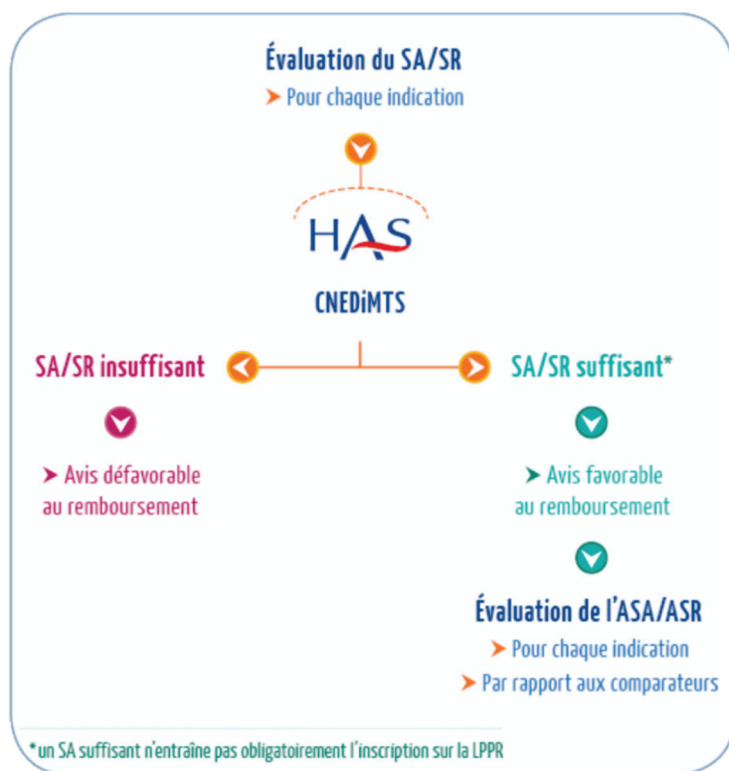 Évaluation du SA/SR
➤ Pour chaque indication
HAS
CNEDiMTS
SA/SR insuffisant
SA/SR suffisant*
➤ Avis défavorable
au remboursement
➤ Avis favorable
au remboursement
Évaluation de l'ASA/ASR
➤ Pour chaque indication
➤ Par rapport aux comparateurs
*un SA suffisant n'entraîne pas obligatoirement l'inscription sur la LPPR